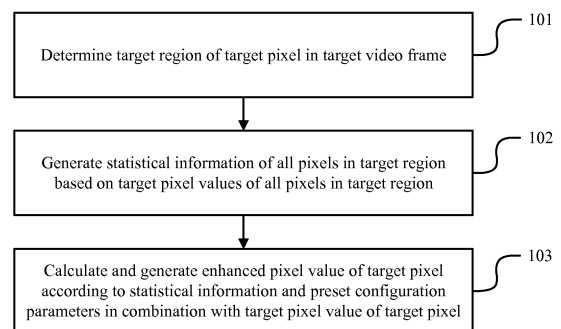 101
Determine target region of target pixel in target video frame
102
Generate statistical information of all pixels in target region
based on target pixel values of all pixels in target region
103
Calculate and generate enhanced pixel value of target pixel
according to statistical information and preset configuration
parameters in combination with target pixel value of target pixel